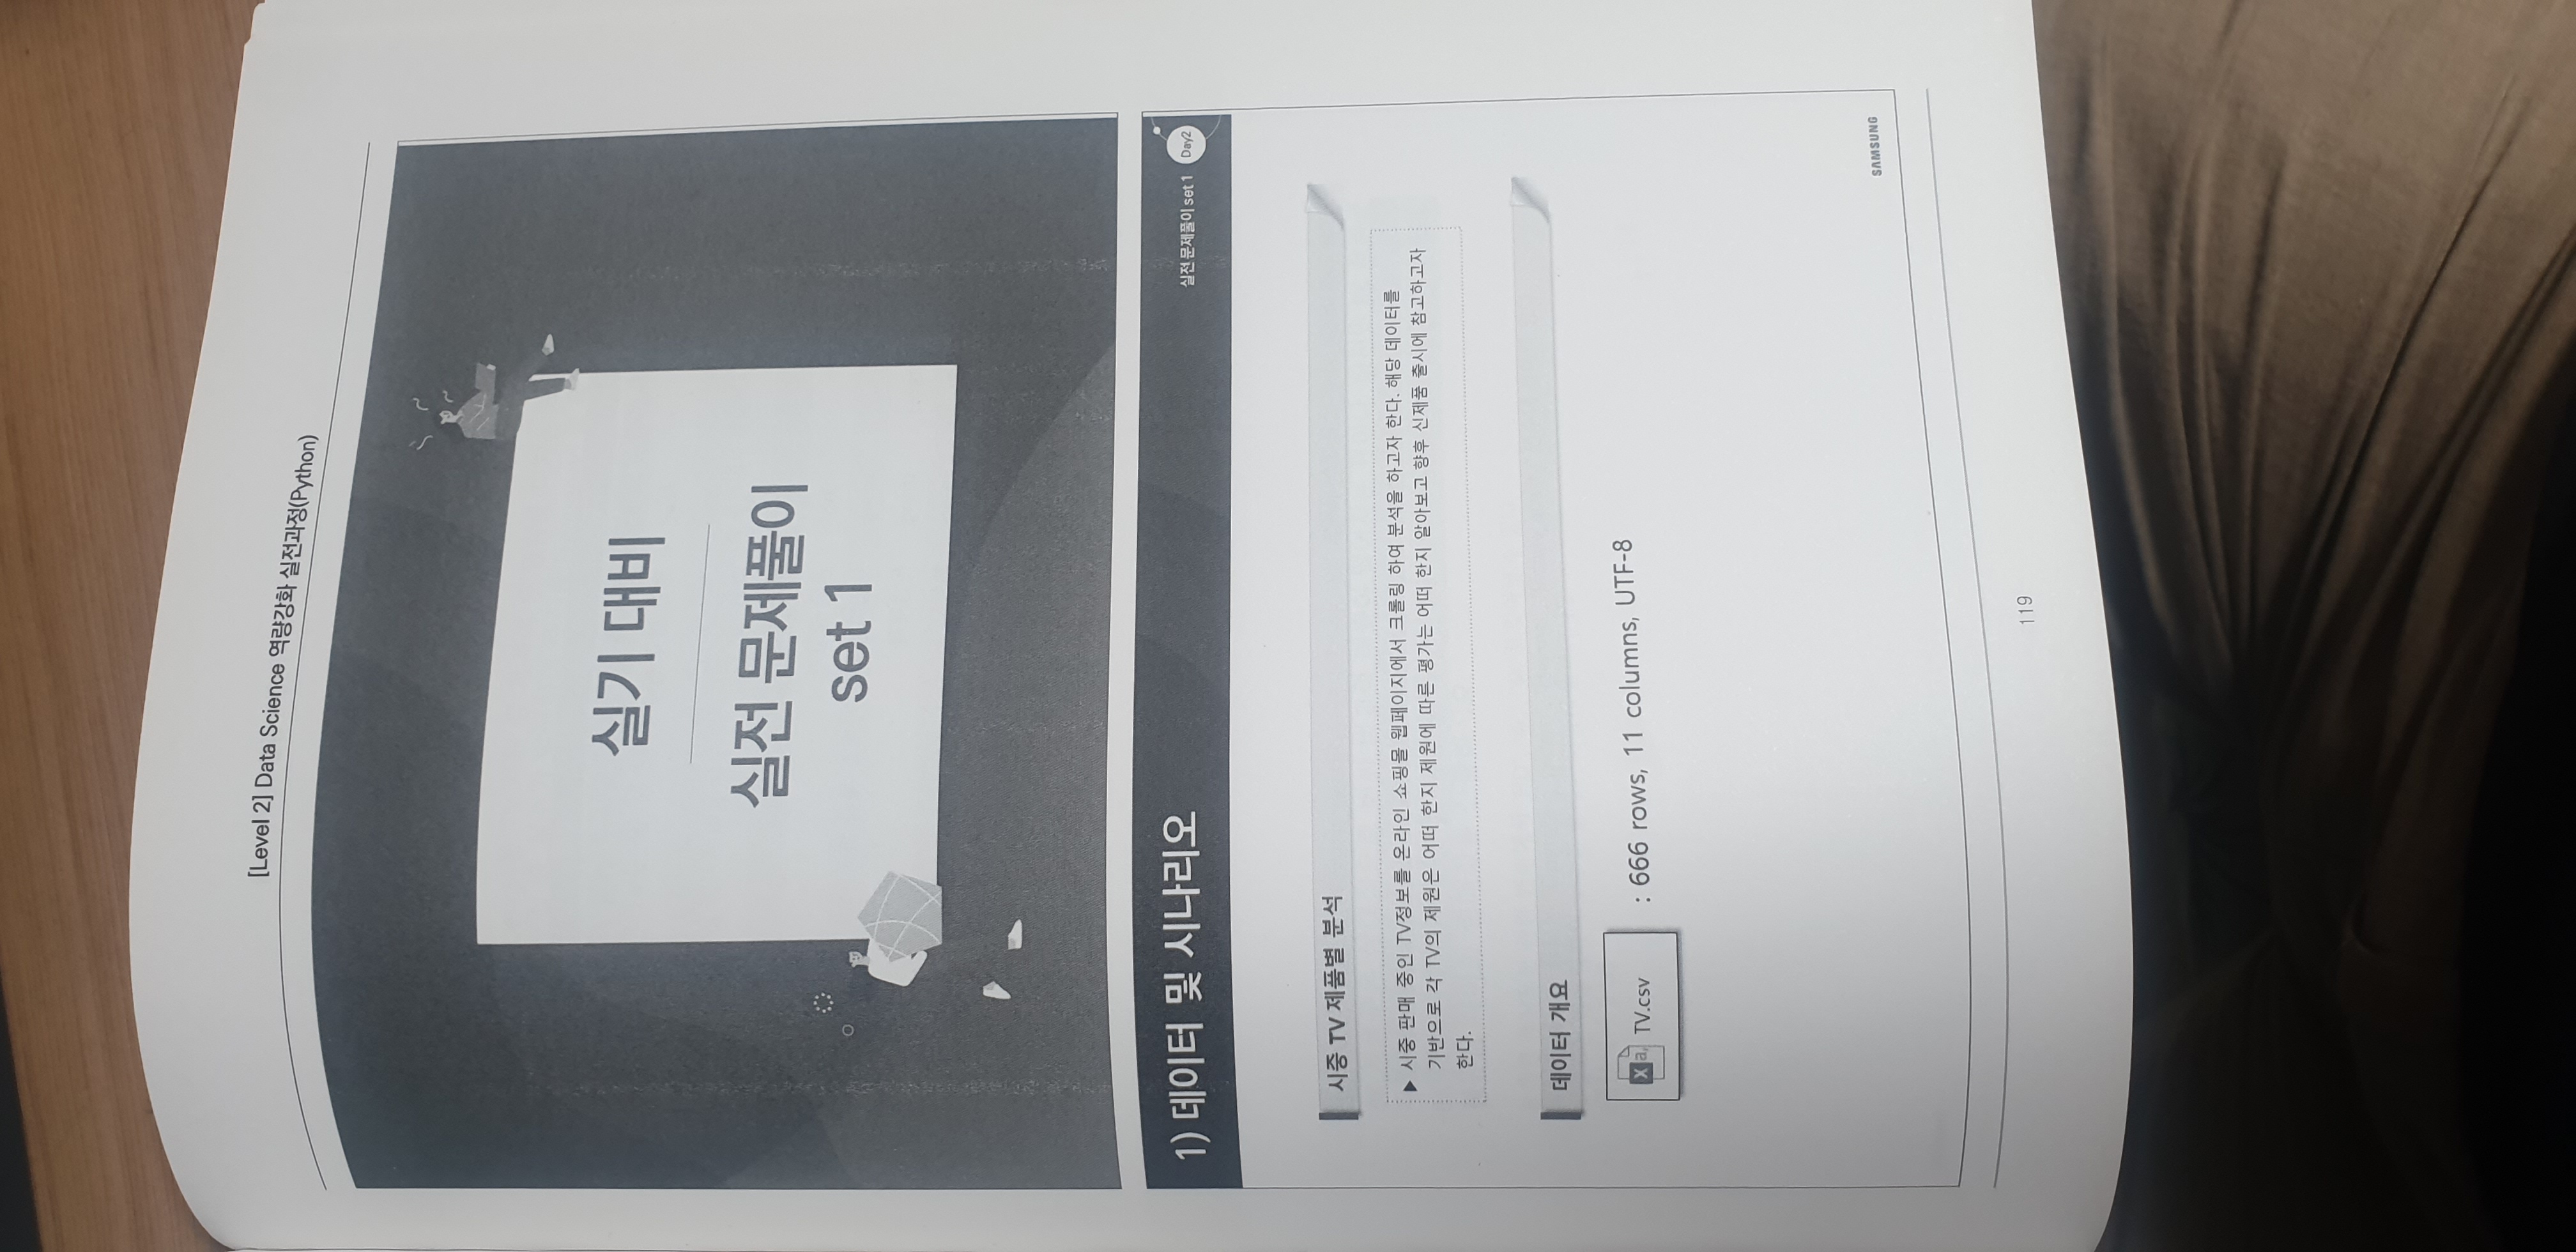 [Level 2] Data Science 역량강화 실전과정(Python)
실기 대비
실전 문제풀이
set 1
1) 데이터 및 시나리오
실전 문제풀이 set 1
Day2
시중 TV 제품별 분석
▶ 시중 판매 중인 TV정보를 온라인 쇼핑몰 웹페이지에서 크롤링 하여 분석을 하고자 한다. 해당 데이터를
기반으로 각 TV의 제원은 어떠 한지 제원에 따른 평가는 어떠 한지 알아보고 향후 신제품 출시에 참고하고자
한다.
데이터 개요
X a, TV.csv
: 666 rows, 11 columns, UTF-8
SAMSUNG
119